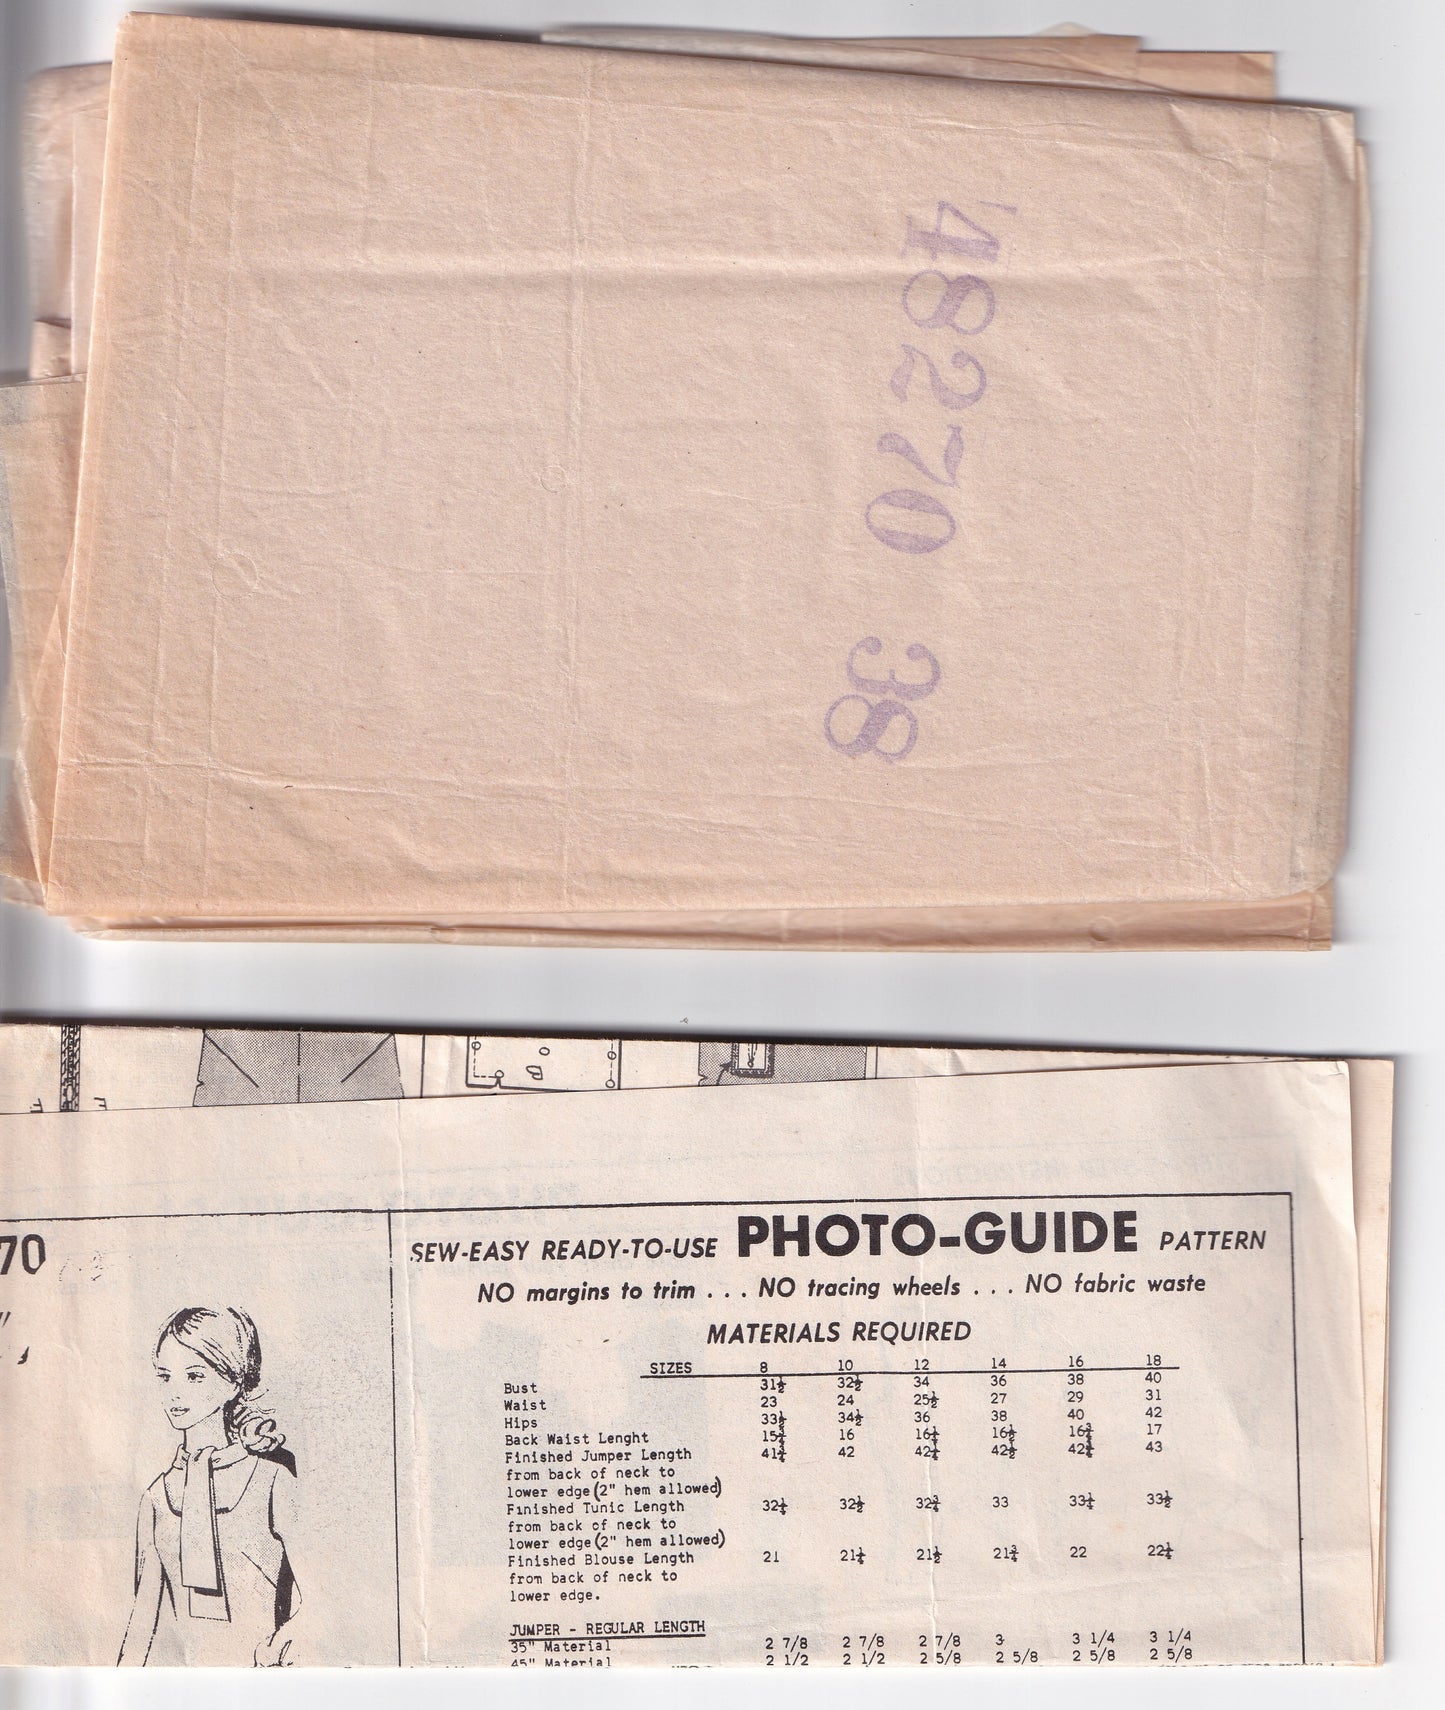 48270 38
70
SEW-EASY READY-TO-USE PHOTO-GUIDE PATTERN
NO margins to trim . . . NO tracing wheels . . . NO fabric waste
MATERIALS REQUIRED
SIZES 8 10 12 14 16 18
Bust 31½ 32½ 34 36 38 40
Waist 23 24 25½ 27 29 31
Hips 33½ 34½ 36 38 40 42
Back Waist Lenght 15¾ 16 16¼ 16½ 16¾ 17
Finished Jumper Length 41¾ 42 42¼ 42½ 42¾ 43
from back of neck to
lower edge(2" hem allowed)
Finished Tunic Length 32¼ 32½ 32¾ 33 33¼ 33½
from back of neck to
lower edge(2" hem allowed)
Finished Blouse Length 21 21¼ 21½ 21¾ 22 22¼
from back of neck to
lower edge.
JUMPER - REGULAR LENGTH
35" Material 2 7/8 2 7/8 2 7/8 3 3 1/4 3 1/4
45" Material 2 1/2 2 1/2 2 5/8 2 5/8 2 5/8 2 5/8